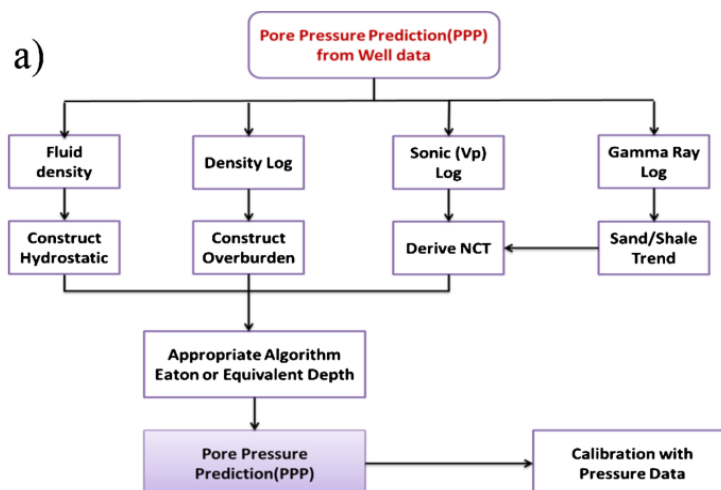 a)
Pore Pressure Prediction(PPP)
from Well data
Fluid
density
Density Log
Sonic (Vp)
Log
Gamma Ray
Log
Construct
Hydrostatic
Construct
Overburden
Derive NCT
Sand/Shale
Trend
Appropriate Algorithm
Eaton or Equivalent Depth
Pore Pressure
Prediction(PPP)
Calibration with
Pressure Data